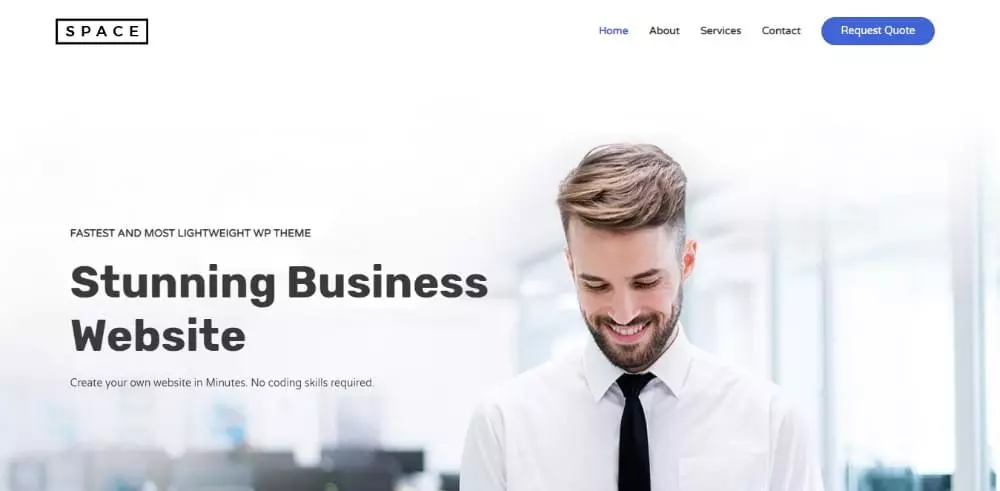 SPACE
Home About Services Contact Request Quote
FASTEST AND MOST LIGHTWEIGHT WP THEME
Stunning Business
Website
Create your own website in Minutes. No coding skills required.